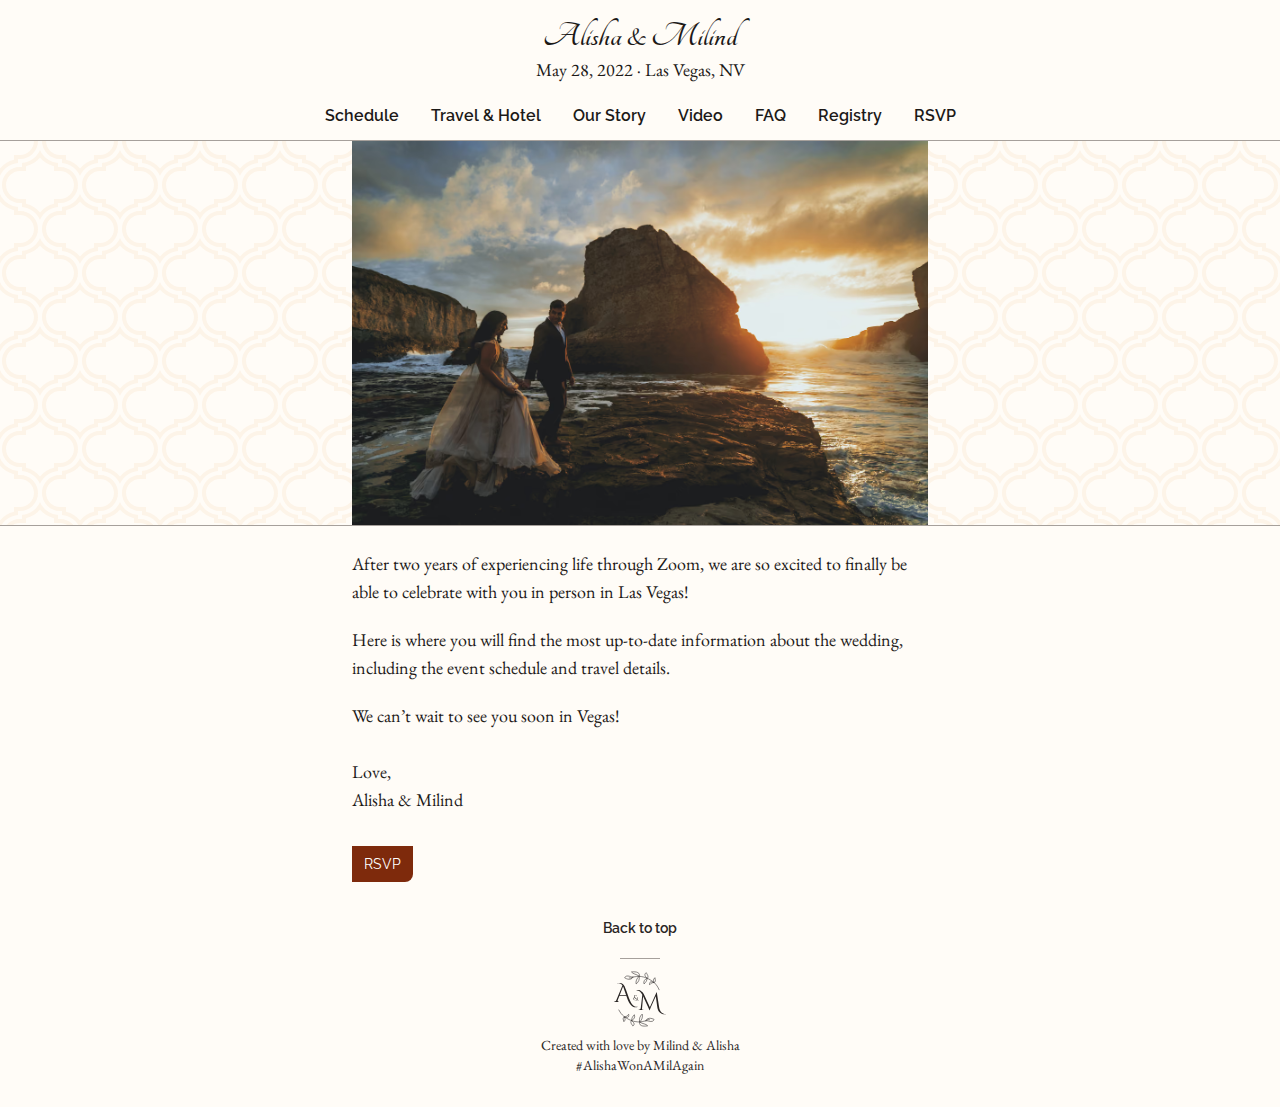 Alisha & Milind
May 28, 2022 · Las Vegas, NV
Schedule Travel & Hotel Our Story Video FAQ Registry RSVP
After two years of experiencing life through Zoom, we are so excited to finally be
able to celebrate with you in person in Las Vegas!
Here is where you will find the most up-to-date information about the wedding,
including the event schedule and travel details.
We can’t wait to see you soon in Vegas!
Love,
Alisha & Milind
RSVP
Back to top
A&M
Created with love by Milind & Alisha
#AlishaWonAMilAgain